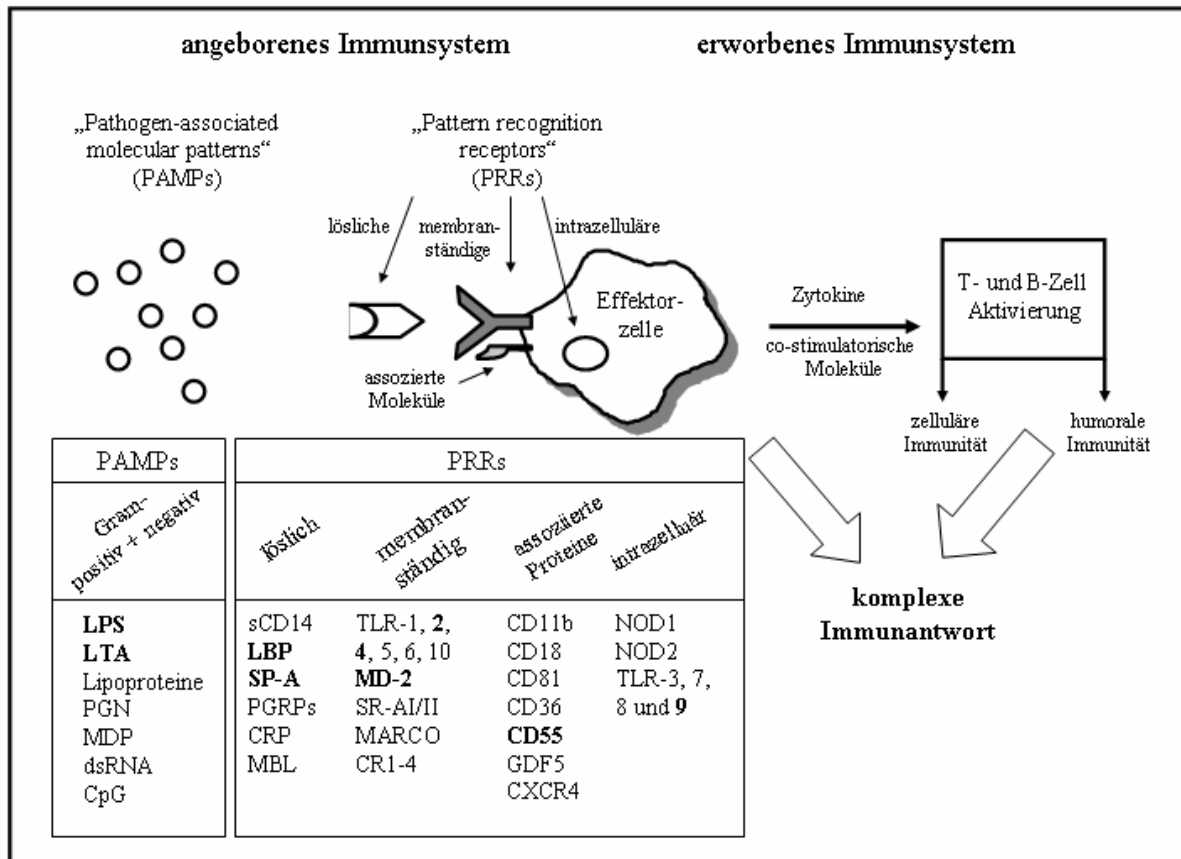 angeborenes Immunsystem
erworbenes Immunsystem
„Pathogen-associated
molecular patterns“
(PAMPs)
„Pattern recognition
receptors“
(PRRs)
lösliche
membran-
ständige
intrazelluläre
Effektor-
zelle
assozierte
Moleküle
Zytokine
co-stimulatorische
Moleküle
T- und B-Zell
Aktivierung
zelluläre
Immunität
humorale
Immunität
komplexe
Immunantwort
PAMPs
Gram-
positiv + negativ
LPS
LTA
Lipoproteine
PGN
MDP
dsRNA
CpG
PRRs
löslich
sCD14
LBP
SP-A
PGRPs
CRP
MBL
membran-
ständig
TLR-1, 2,
4, 5, 6, 10
MD-2
SR-AI/II
MARCO
CR1-4
assoziierte
Proteine
CD11b
CD18
CD81
CD36
CD55
GDF5
CXCR4
intrazelluär
NOD1
NOD2
TLR-3, 7,
8 und 9